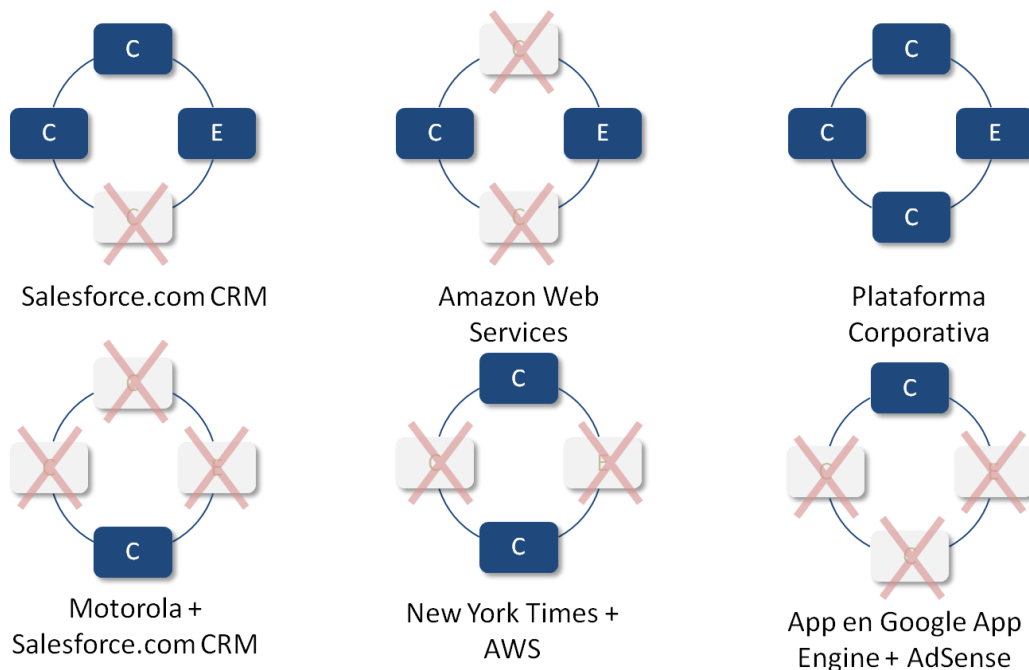 C
C
E
C
Salesforce.com CRM
C
C
E
C
Amazon Web
Services
C
C
E
C
Plataforma
Corporativa
C
C
E
C
Motorola +
Salesforce.com CRM
C
C
E
C
New York Times +
AWS
C
C
E
C
App en Google App
Engine + AdSense